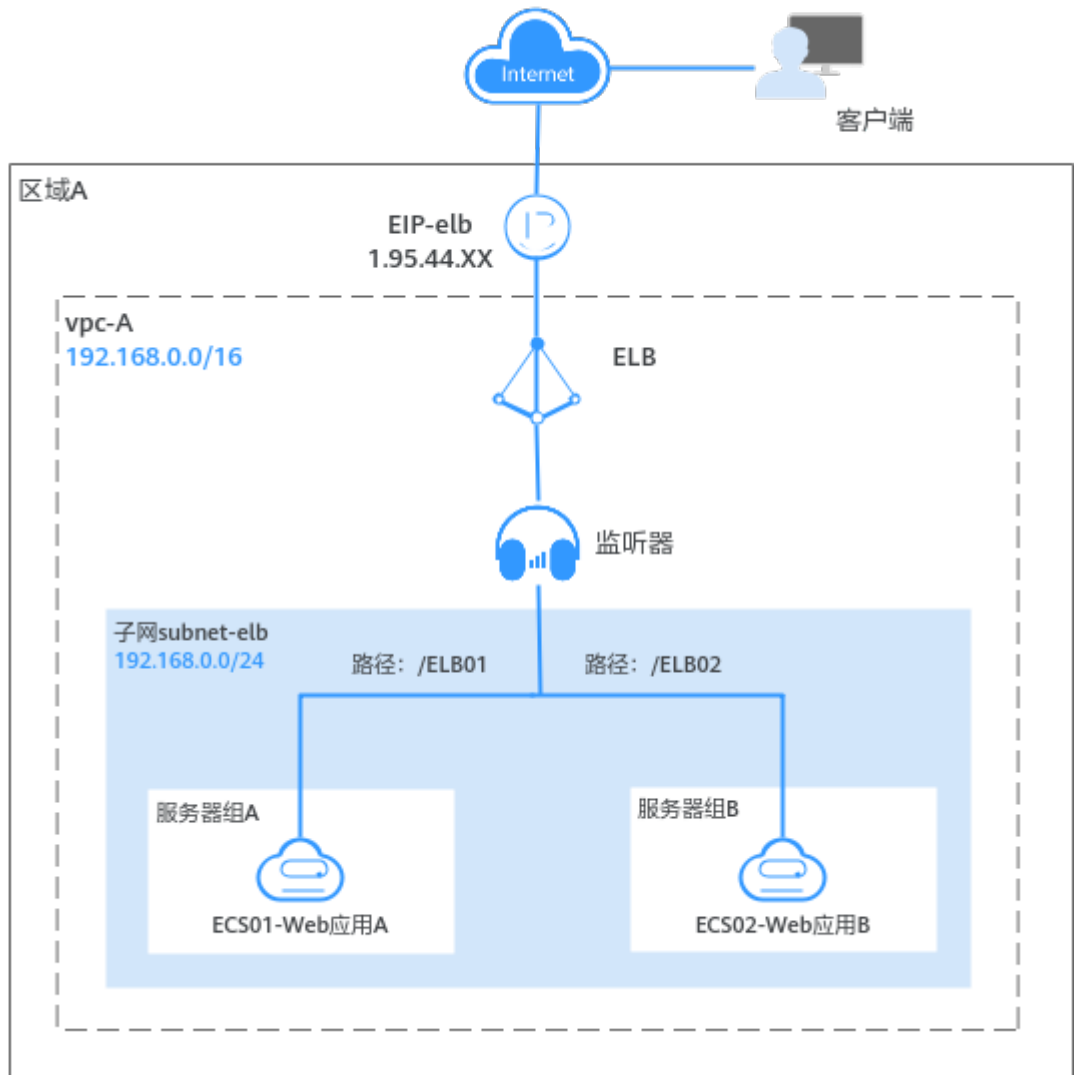 Internet
客户端
区域A
EIP-elb
1.95.44.XX
vpc-A
192.168.0.0/16
ELB
监听器
子网subnet-elb
192.168.0.0/24
路径：/ELB01
路径：/ELB02
服务器组A
服务器组B
ECS01-Web应用A
ECS02-Web应用B